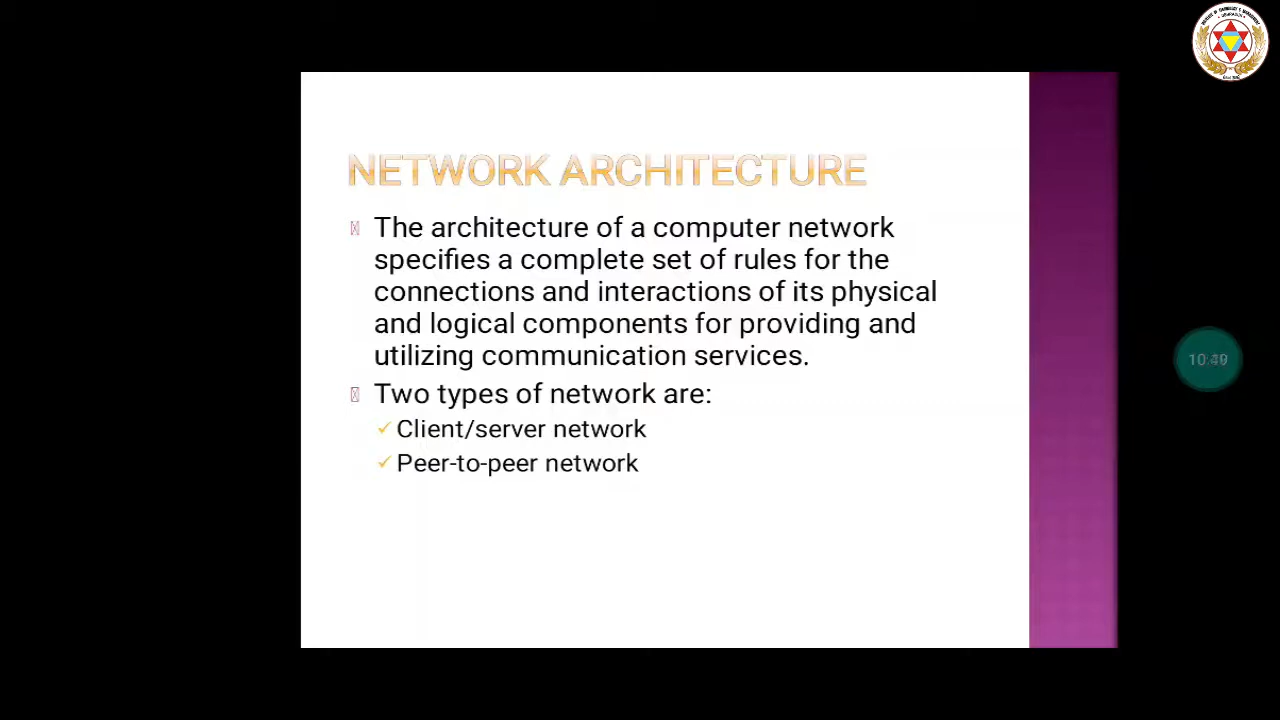 NETWORK ARCHITECTURE
The architecture of a computer network
specifies a complete set of rules for the
connections and interactions of its physical
and logical components for providing and
utilizing communication services.
Two types of network are:
✓ Client/server network
✓ Peer-to-peer network